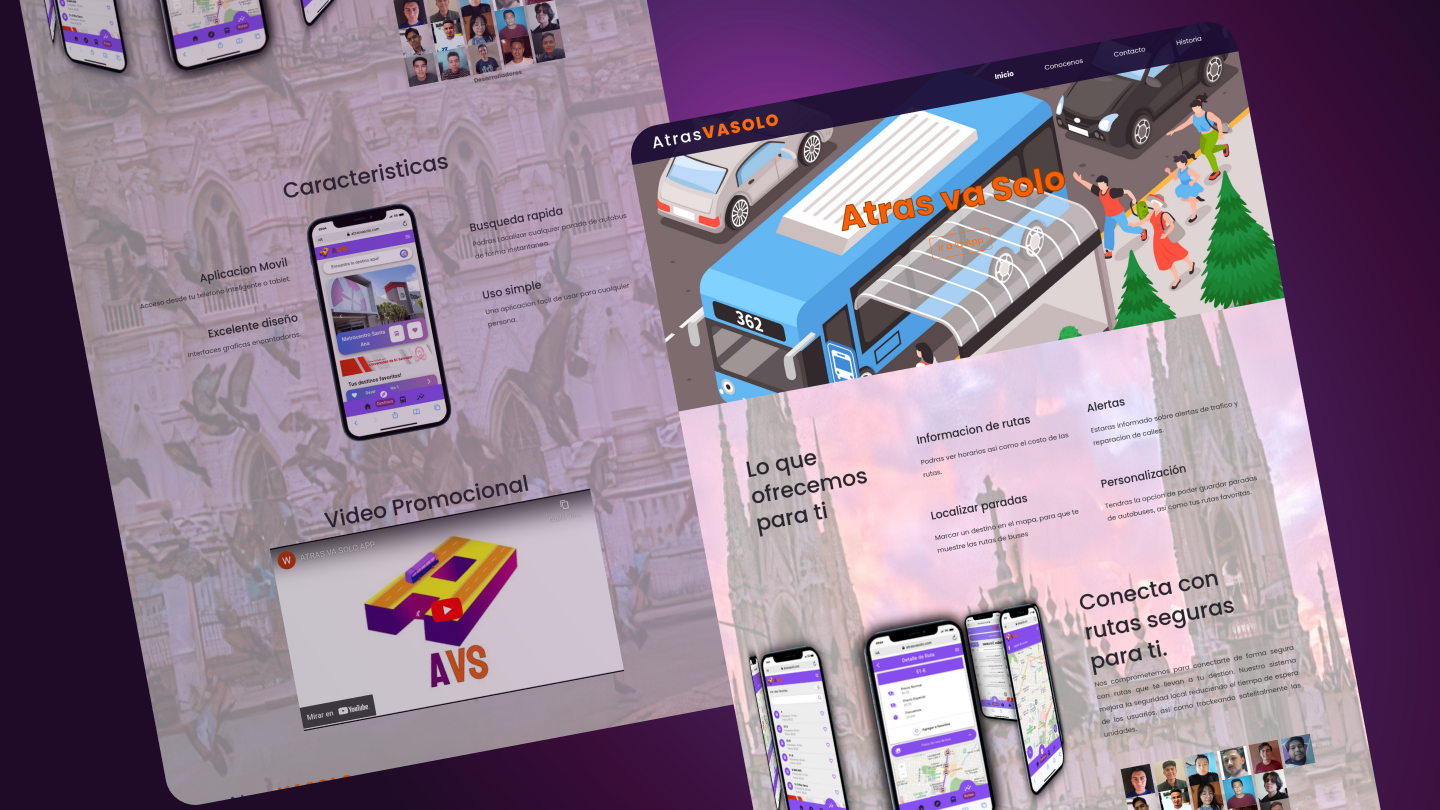 Desarrolladores
Caracteristicas
Aplicacion Movil
Acceso desde tu telefono inteligente o tablet.
Excelente diseño
Interfaces graficas encantadoras.
Encuentra tu destino aqui!
Metrocentro Santa
Ana
Tus destinos favoritos!
Busqueda rapida
Podras Localizar cualquier parada de autobus
de forma instantanea.
Uso simple
Una aplicacion facil de usar para cualquier
persona.
Video Promocional
W
ATRAS VA SOLO APP
AVS
Mirar en YouTube
AtrasVASOLO
Inicio
Conocenos
Contacto
Historia
Atras va Solo
362
Lo que
ofrecemos
para ti
Informacion de rutas
Podras ver horarios asi como el costo de las
rutas.
Alertas
Estaras informado sobre alertas de trafico y
reparacion de calles.
Localizar paradas
Marcar un destino en el mapa, para que te
muestre las rutas de buses
Personalización
Tendras la opcion de poder guardar paradas
de autobuses, asi como tus rutas favoritas.
Detalle de Ruta
51-B
Conecta con
rutas seguras
para ti.
Nos comprometemos para conectarte de forma segura
con rutas que te llevan a tu destion. Nuestro sistema
mejora la seguridad local reduciendo el tiempo de espera
de los usuarios, asi como trackeando satelitalmente las
unidades.